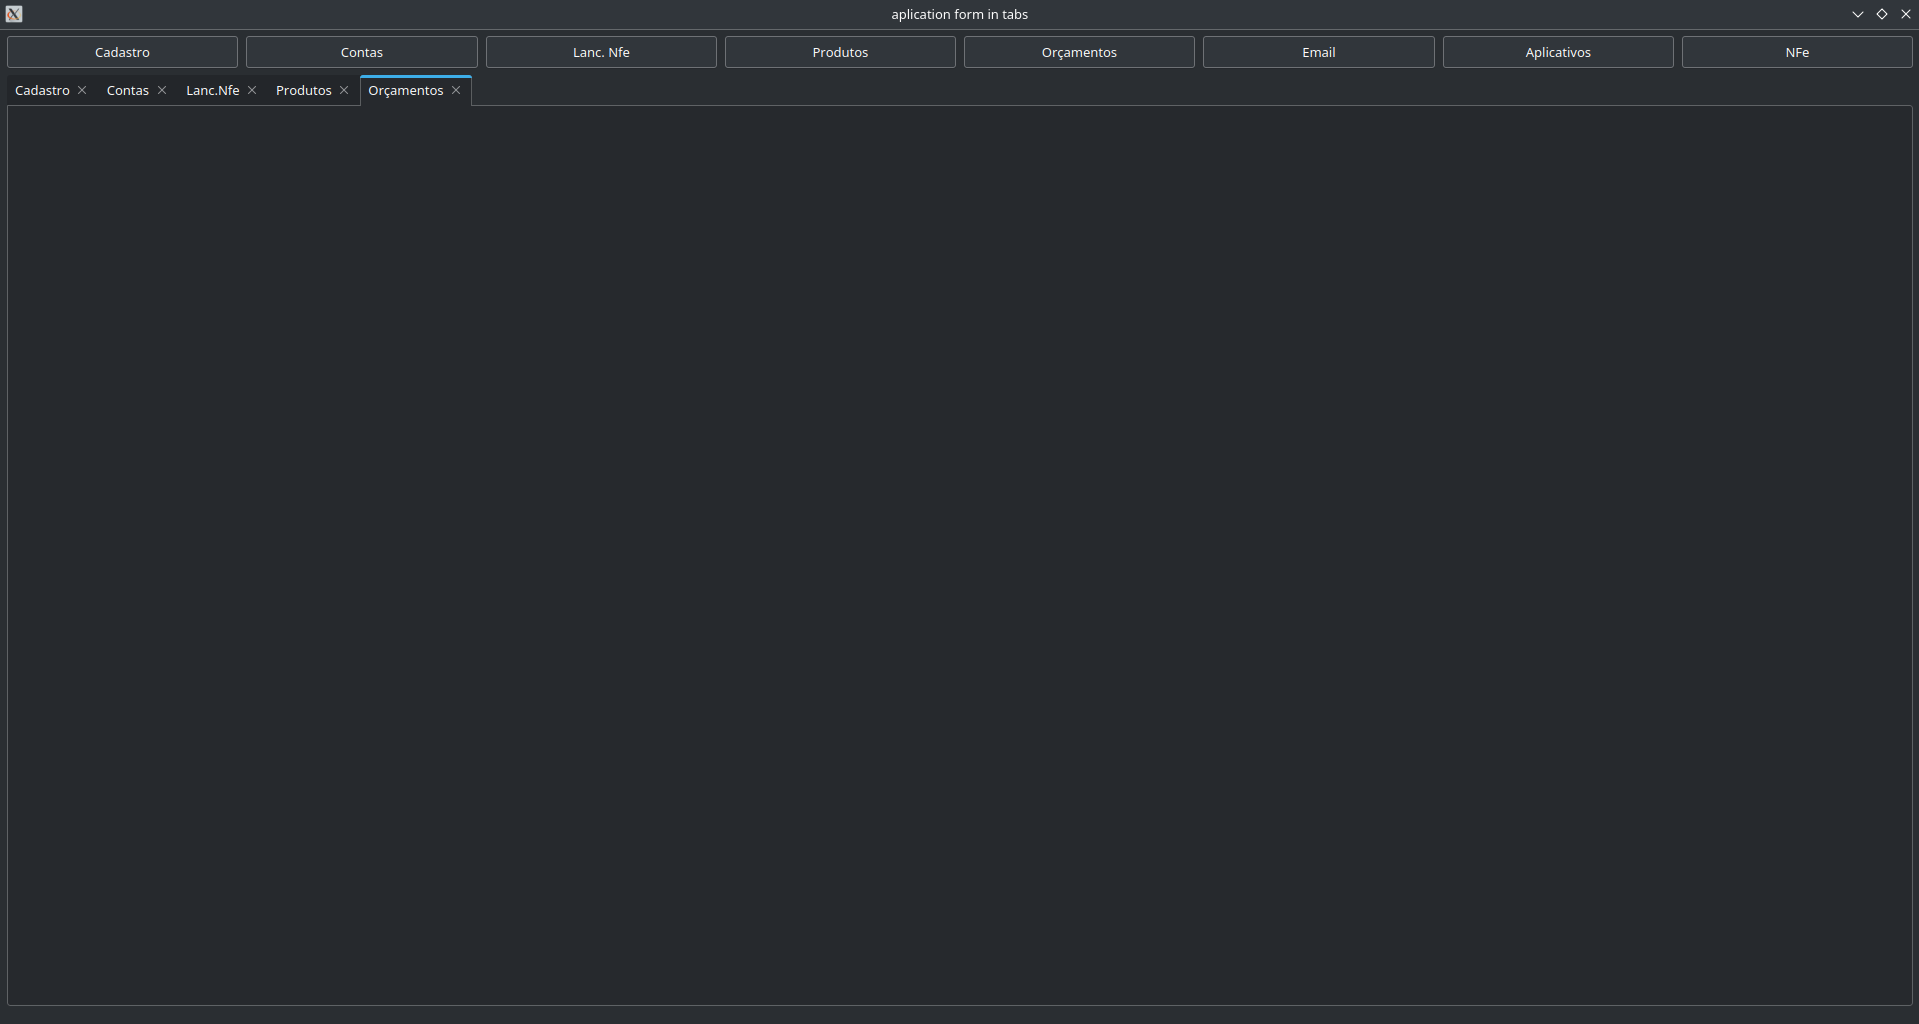 aplication form in tabs
Cadastro Contas Lanc. Nfe Produtos Orçamentos Email Aplicativos NFe
Cadastro Contas Lanc.Nfe Produtos Orçamentos